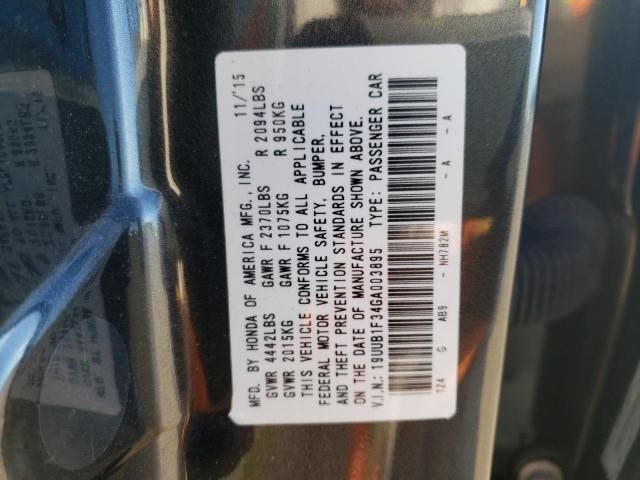 MFD. BY HONDA OF AMERICA MFG., INC. 11/'15
GVWR 4442LBS GAWR F 2370LBS R 2094LBS
GVWR 2015KG GAWR F 1075KG R 950KG
THIS VEHICLE CONFORMS TO ALL APPLICABLE
FEDERAL MOTOR VEHICLE SAFETY, BUMPER,
AND THEFT PREVENTION STANDARDS IN EFFECT
ON THE DATE OF MANUFACTURE SHOWN ABOVE.
V.I.N.: 19UUB1F34GA003895 TYPE: PASSENGER CAR
TZ4 G AB9 - NH782M - A - A